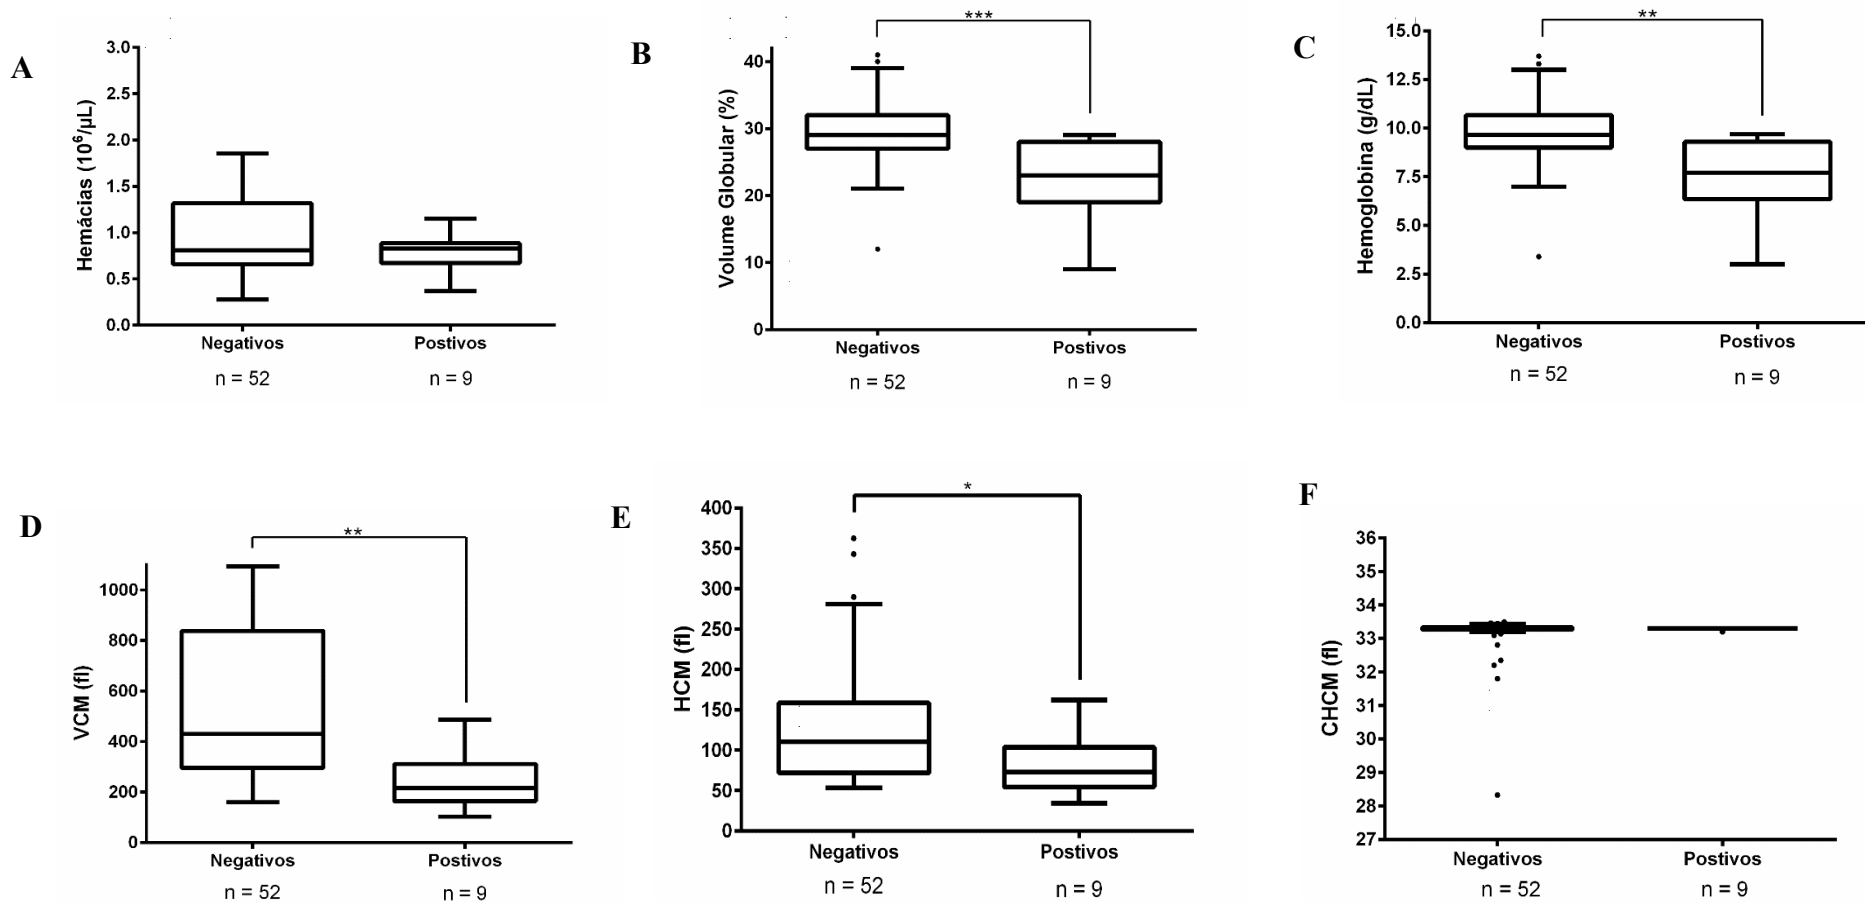 A
Hemácias (10⁶/µL)
3.0
2.5
2.0
1.5
1.0
0.5
0.0
Negativos
Postivos
n = 52
n = 9
B
***
Volume Globular (%)
40
30
20
10
0
Negativos
Postivos
n = 52
n = 9
C
**
Hemoglobina (g/dL)
15.0
12.5
10.0
7.5
5.0
2.5
0.0
Negativos
Postivos
n = 52
n = 9
D
**
VCM (fl)
1000
800
600
400
200
0
Negativos
Postivos
n = 52
n = 9
E
*
HCM (fl)
400
350
300
250
200
150
100
50
0
Negativos
Postivos
n = 52
n = 9
F
CHCM (fl)
36
35
34
33
32
31
30
29
28
27
Negativos
Postivos
n = 52
n = 9